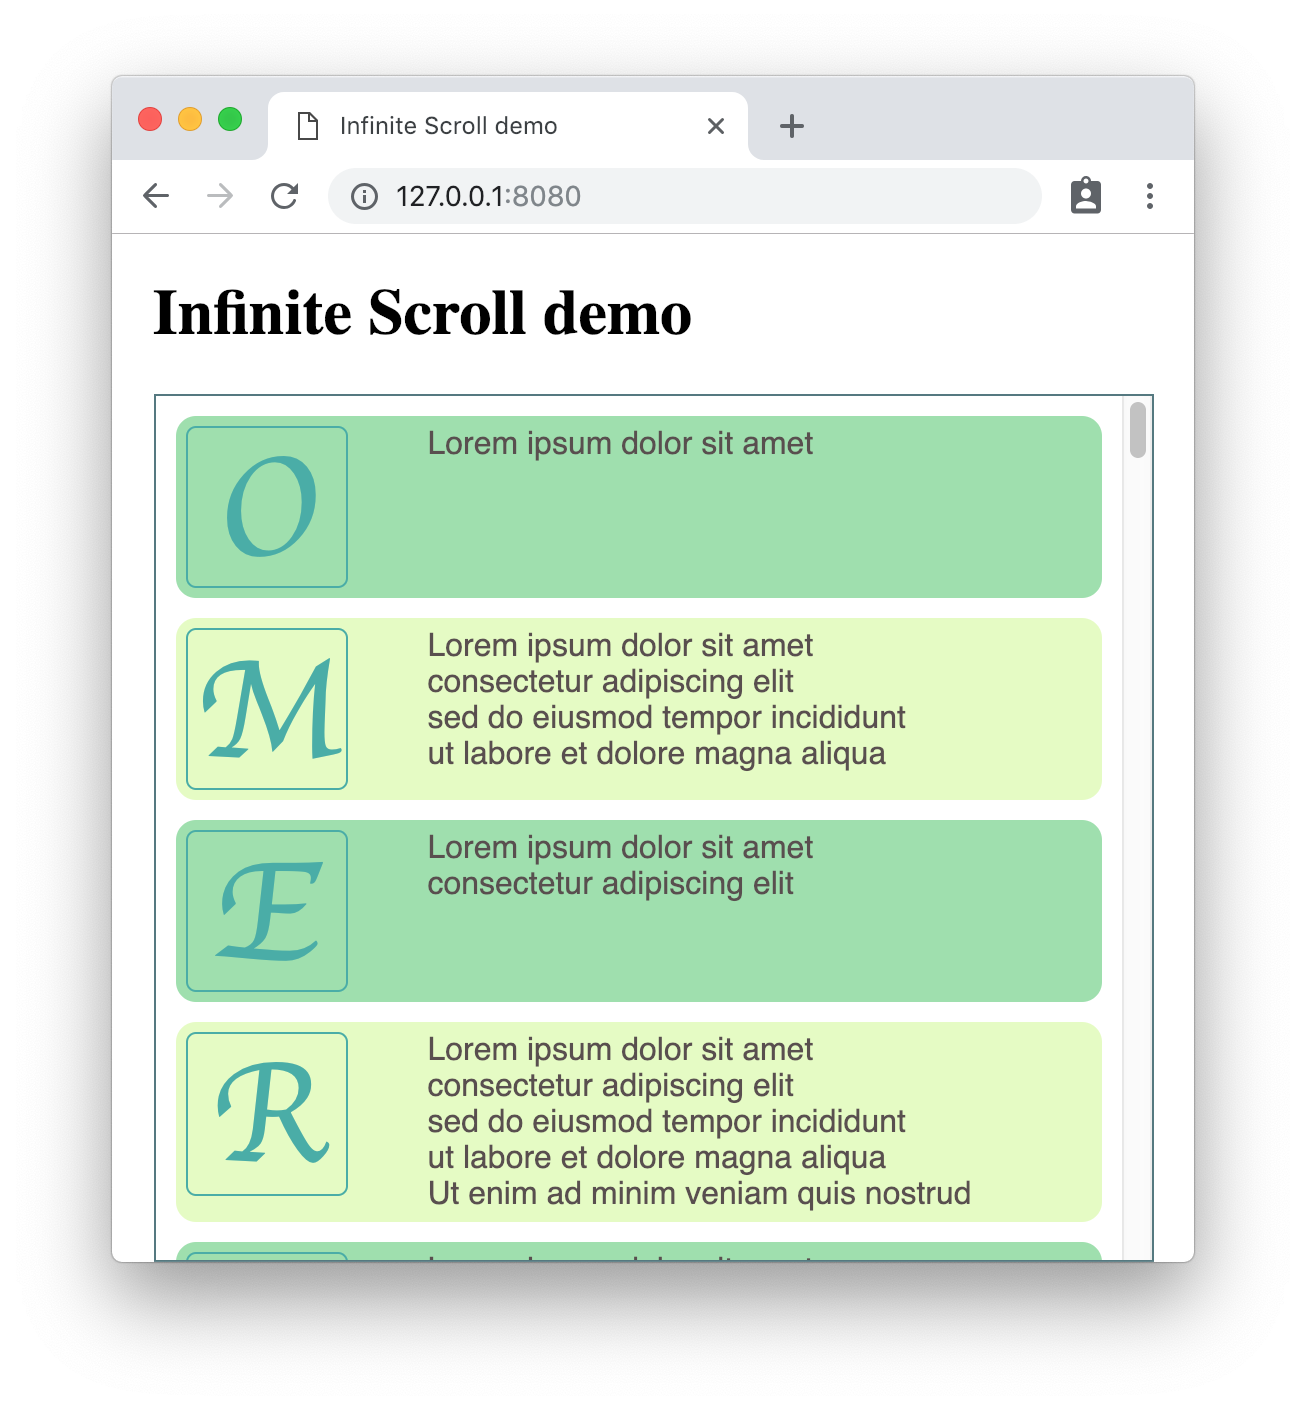 Infinite Scroll demo
127.0.0.1:8080
Infinite Scroll demo
O
Lorem ipsum dolor sit amet
M
Lorem ipsum dolor sit amet
consectetur adipiscing elit
sed do eiusmod tempor incididunt
ut labore et dolore magna aliqua
E
Lorem ipsum dolor sit amet
consectetur adipiscing elit
R
Lorem ipsum dolor sit amet
consectetur adipiscing elit
sed do eiusmod tempor incididunt
ut labore et dolore magna aliqua
Ut enim ad minim veniam quis nostrud